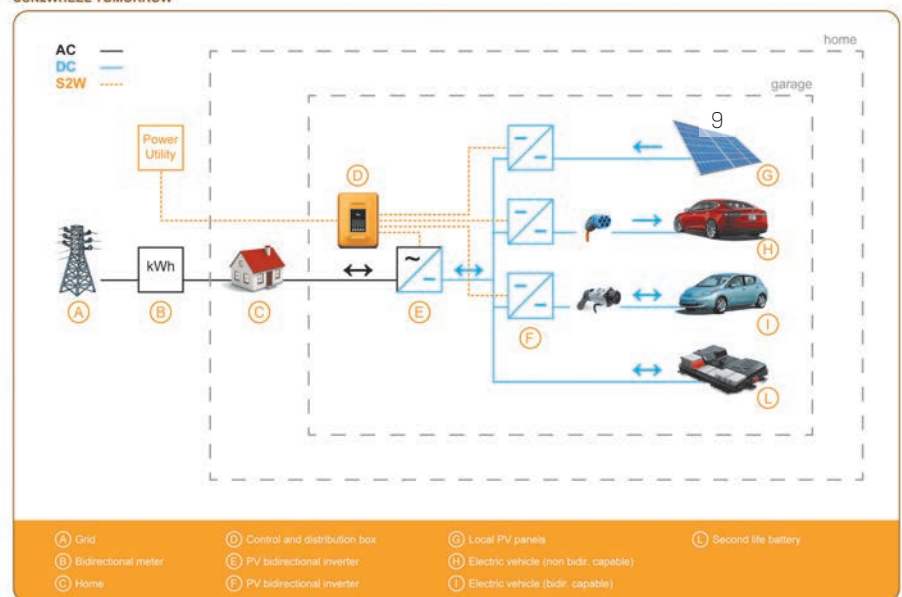 SUN2WHEEL TOMORROW
home
AC
DC
S2W
garage
9
Power
Utility
G
D
kWh
H
A
B
C
E
F
I
L
A Grid
B Bidirectional meter
C Home
D Control and distribution box
E PV bidirectional inverter
F PV bidirectional inverter
G Local PV panels
H Electric vehicle (non bidir. capable)
I Electric vehicle (bidir. capable)
L Second life battery